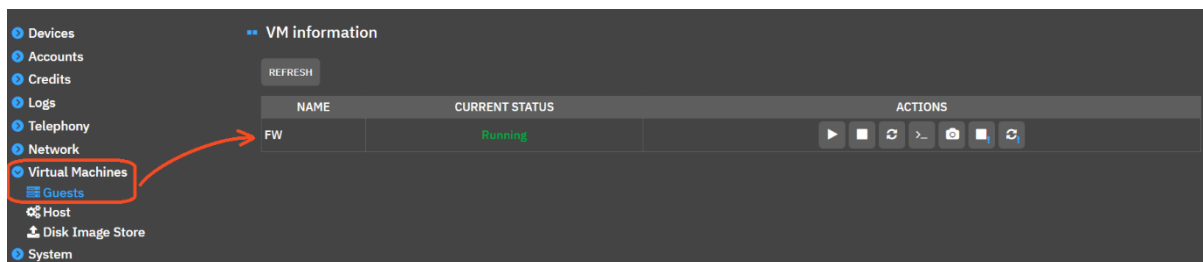 Devices
Accounts
Credits
Logs
Telephony
Network
Virtual Machines
Guests
Host
Disk Image Store
System
VM information
REFRESH
NAME CURRENT STATUS ACTIONS
FW Running